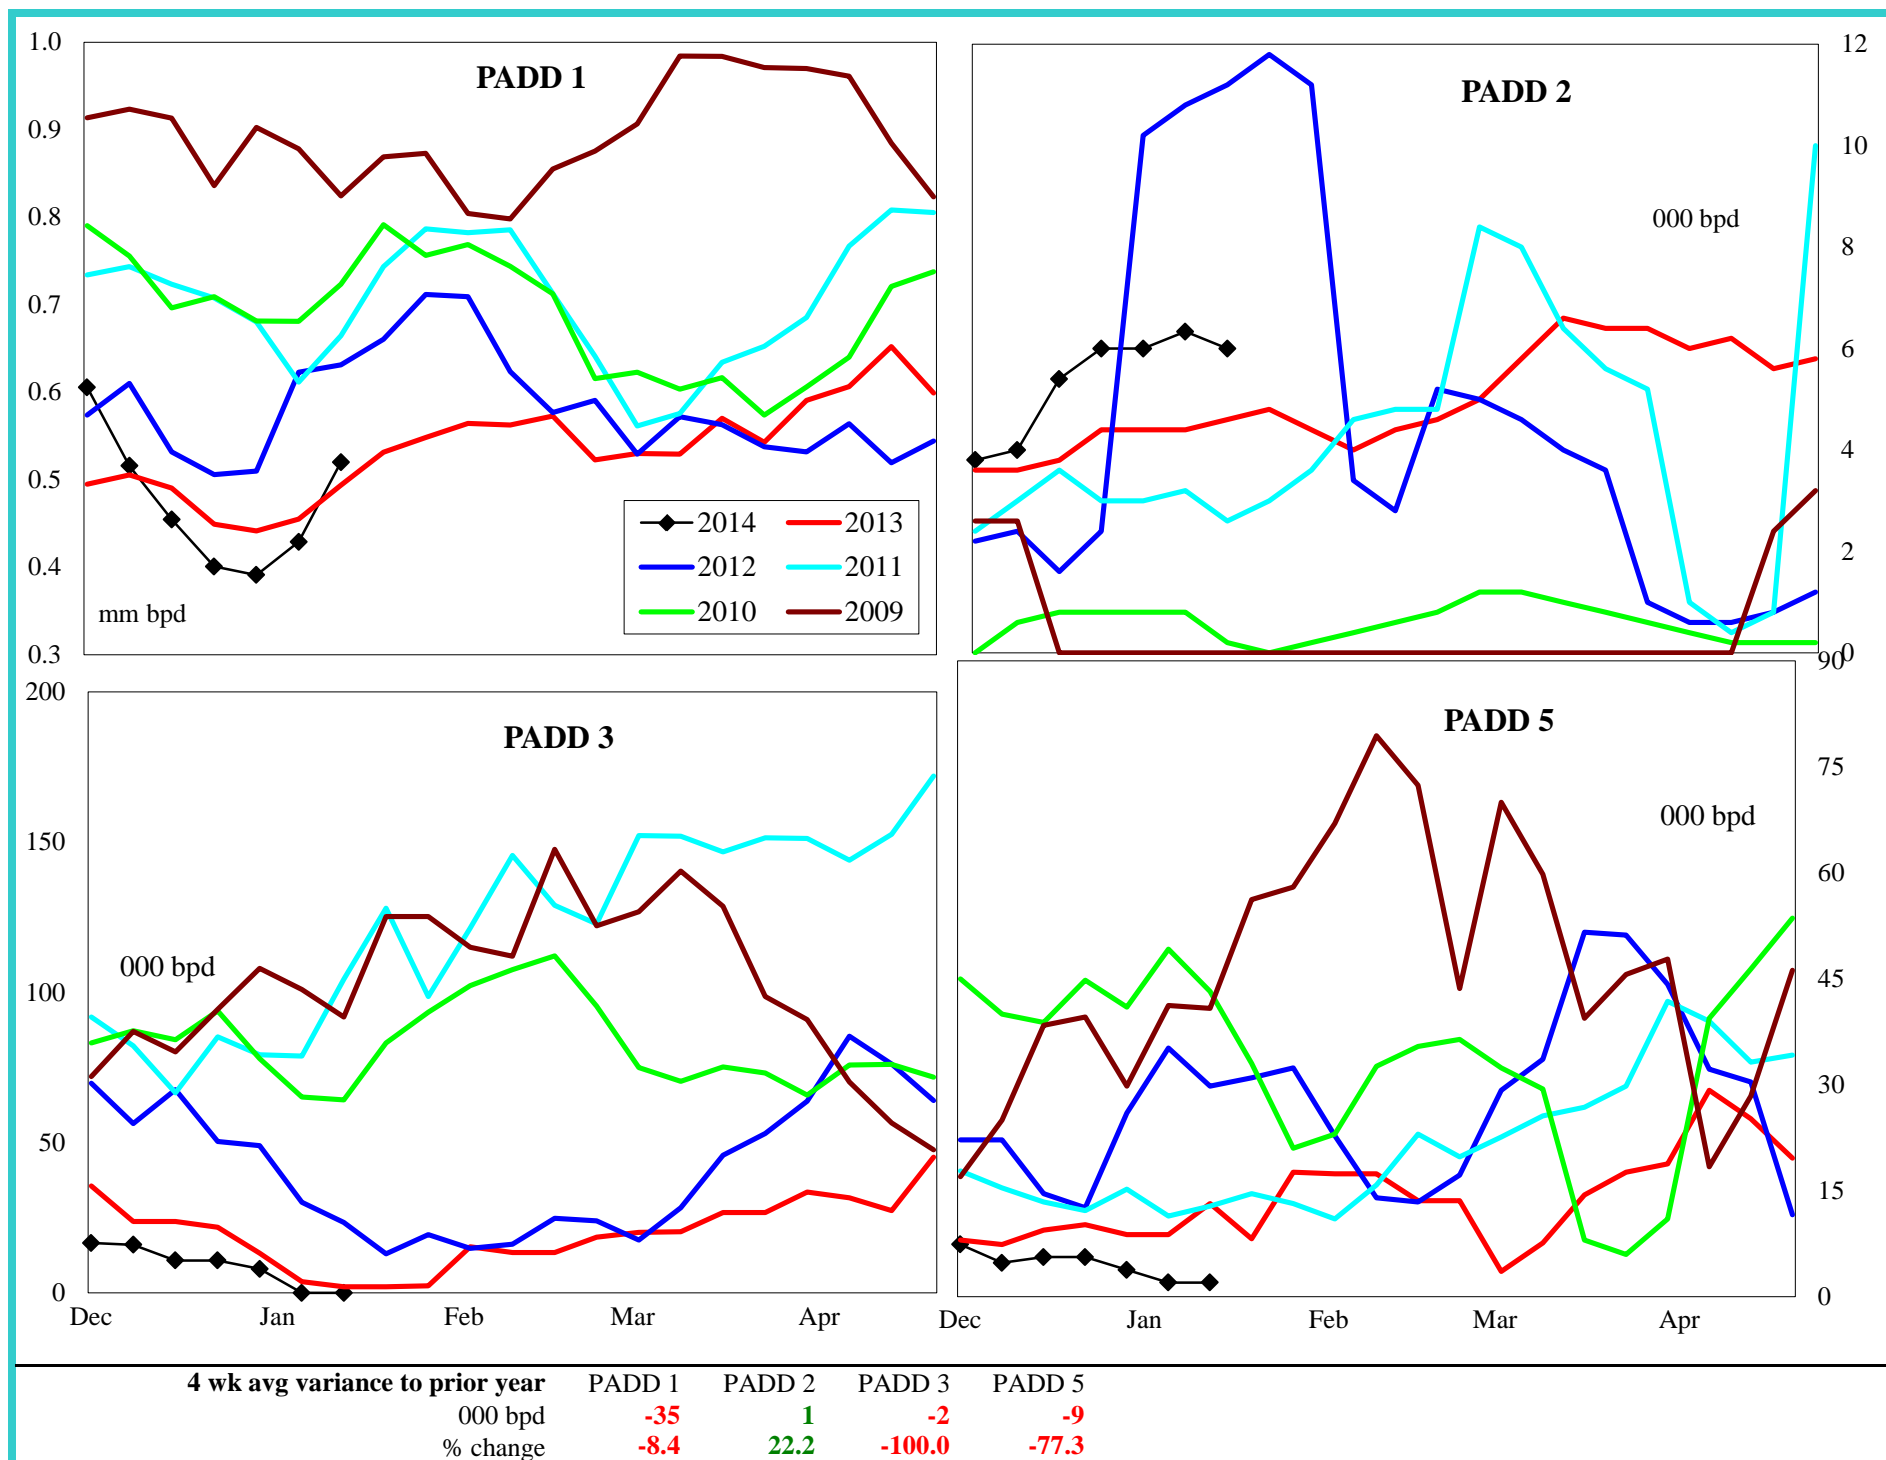 PADD 1
1.0
0.9
0.8
0.7
0.6
0.5
0.4
0.3
mm bpd
2014 2013
2012 2011
2010 2009
PADD 2
000 bpd
12
10
8
6
4
2
0
PADD 3
000 bpd
200
150
100
50
0
Dec Jan Feb Mar Apr
PADD 5
000 bpd
90
75
60
45
30
15
0
Dec Jan Feb Mar Apr
4 wk avg variance to prior year PADD 1 PADD 2 PADD 3 PADD 5
000 bpd -35 1 -2 -9
% change -8.4 22.2 -100.0 -77.3